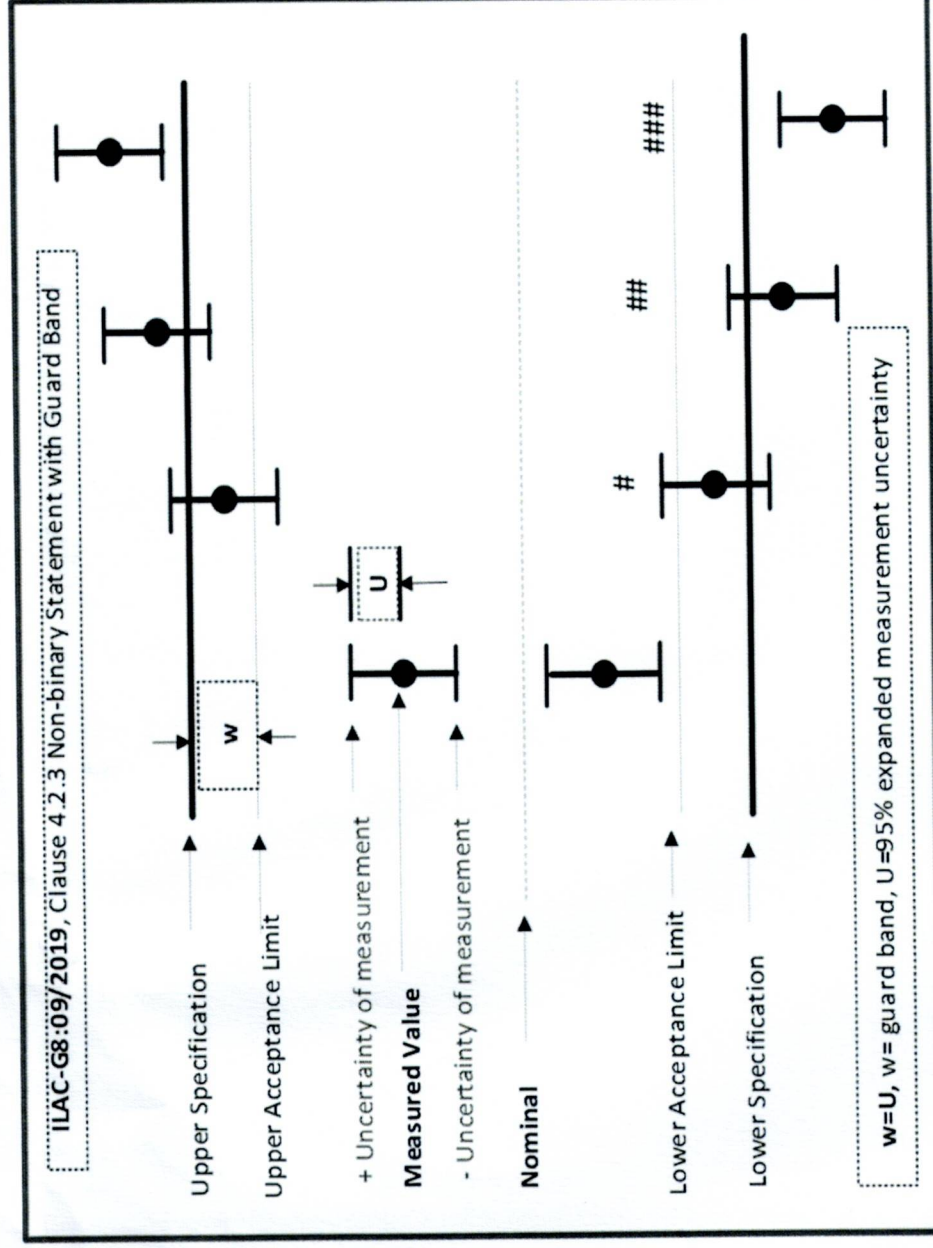 ILAC-G8:09/2019, Clause 4.2.3 Non-binary Statement with Guard Band
Upper Specification
w
Upper Acceptance Limit
+ Uncertainty of measurement
U
Measured Value
- Uncertainty of measurement
Nominal
# ## ###
Lower Acceptance Limit
Lower Specification
w=U, w= guard band, U=95% expanded measurement uncertainty